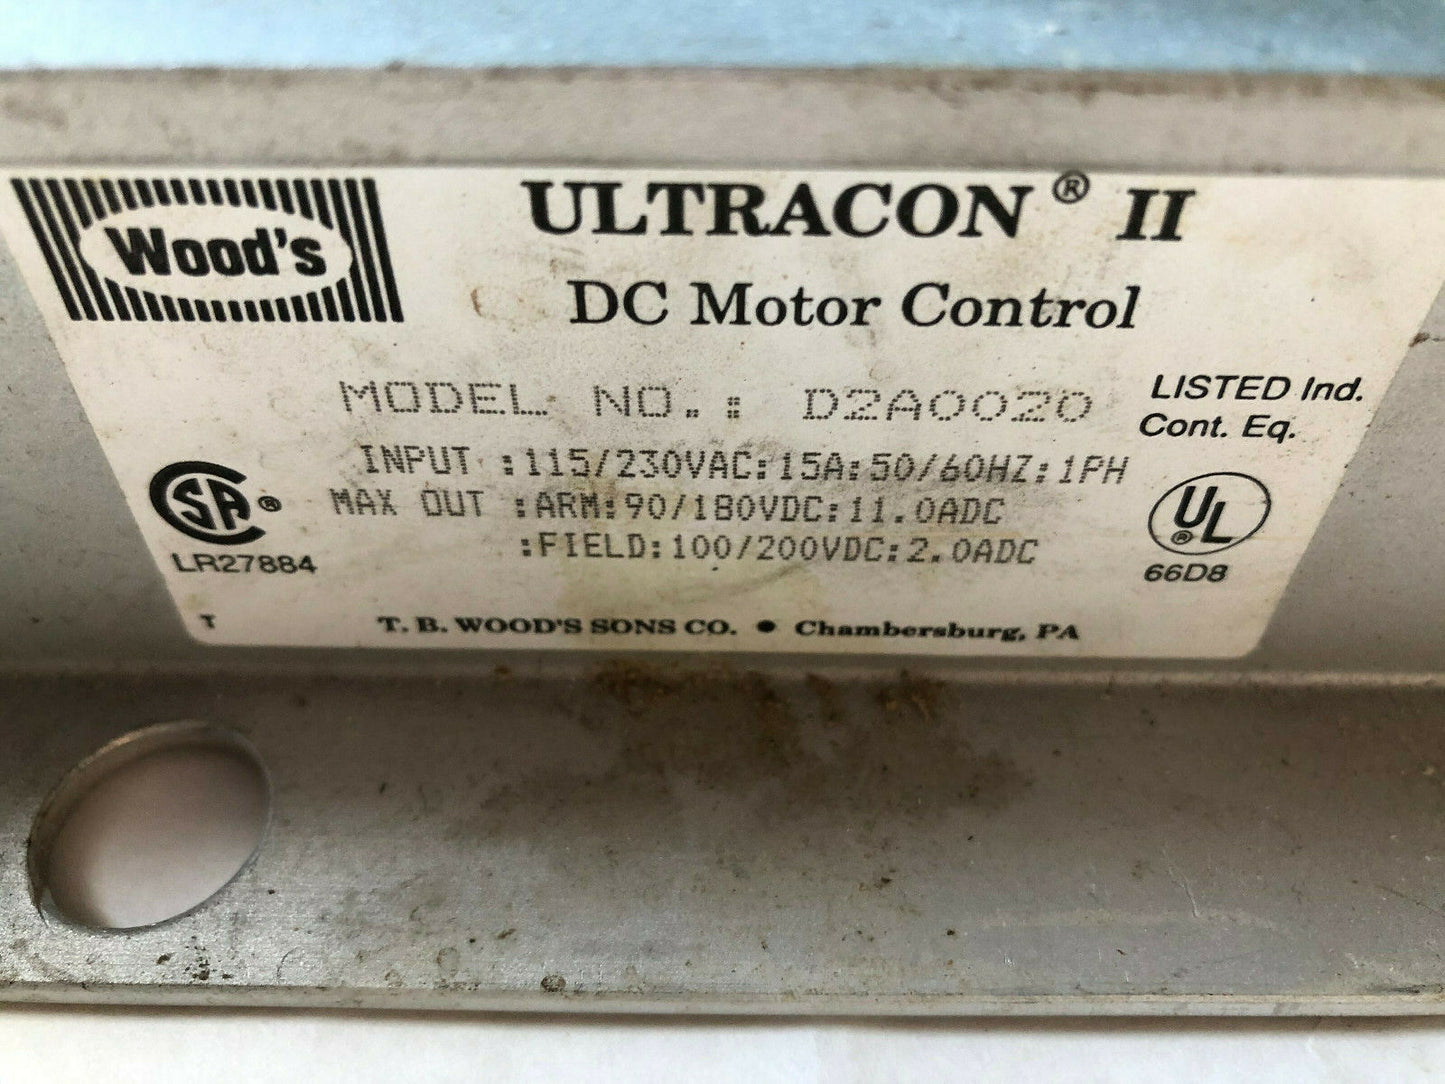 Wood's
ULTRACON® II
DC Motor Control
MODEL NO.: D2A0020
LISTED Ind.
Cont. Eq.
INPUT :115/230VAC:15A:50/60HZ:1PH
MAX OUT :ARM:90/180VDC:11.0ADC
:FIELD:100/200VDC:2.0ADC
SA®
LR27884
UL®
66D8
T
T. B. WOOD'S SONS CO. • Chambersburg, PA